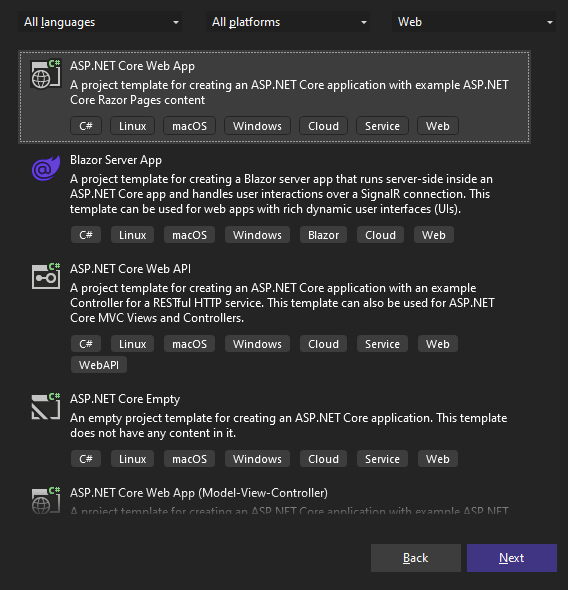 All languages
All platforms
Web
C#
ASP.NET Core Web App
A project template for creating an ASP.NET Core application with example ASP.NET
Core Razor Pages content
C# Linux macOS Windows Cloud Service Web
Blazor Server App
A project template for creating a Blazor server app that runs server-side inside an
ASP.NET Core app and handles user interactions over a SignalR connection. This
template can be used for web apps with rich dynamic user interfaces (UIs).
C# Linux macOS Windows Blazor Cloud Web
C#
ASP.NET Core Web API
A project template for creating an ASP.NET Core application with an example
Controller for a RESTful HTTP service. This template can also be used for ASP.NET
Core MVC Views and Controllers.
C# Linux macOS Windows Cloud Service Web
WebAPI
C#
ASP.NET Core Empty
An empty project template for creating an ASP.NET Core application. This template
does not have any content in it.
C# Linux macOS Windows Cloud Service Web
C#
ASP.NET Core Web App (Model-View-Controller)
A project template for creating an ASP.NET Core application with example ASP.NET
Back
Next